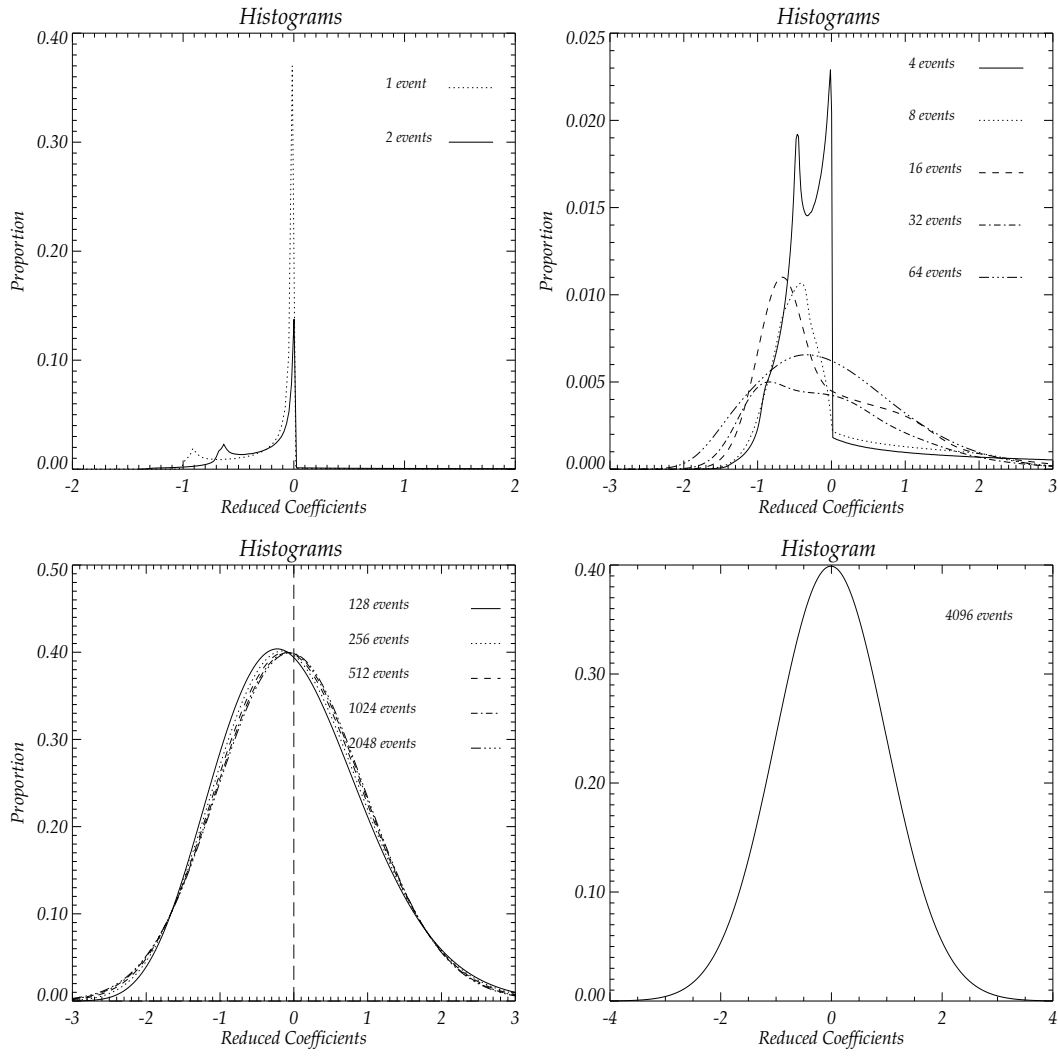 Histograms
0.40
0.30
0.20
0.10
0.00
Proportion
1 event
2 events
-2
-1
0
1
2
Reduced Coefficients
Histograms
0.025
0.020
0.015
0.010
0.005
0.000
Proportion
4 events
8 events
16 events
32 events
64 events
-3
-2
-1
0
1
2
3
Reduced Coefficients
Histograms
0.50
0.40
0.30
0.20
0.10
0.00
Proportion
128 events
256 events
512 events
1024 events
2048 events
-3
-2
-1
0
1
2
3
Reduced Coefficients
Histogram
0.40
0.30
0.20
0.10
0.00
4096 events
-4
-2
0
2
4
Reduced Coefficients